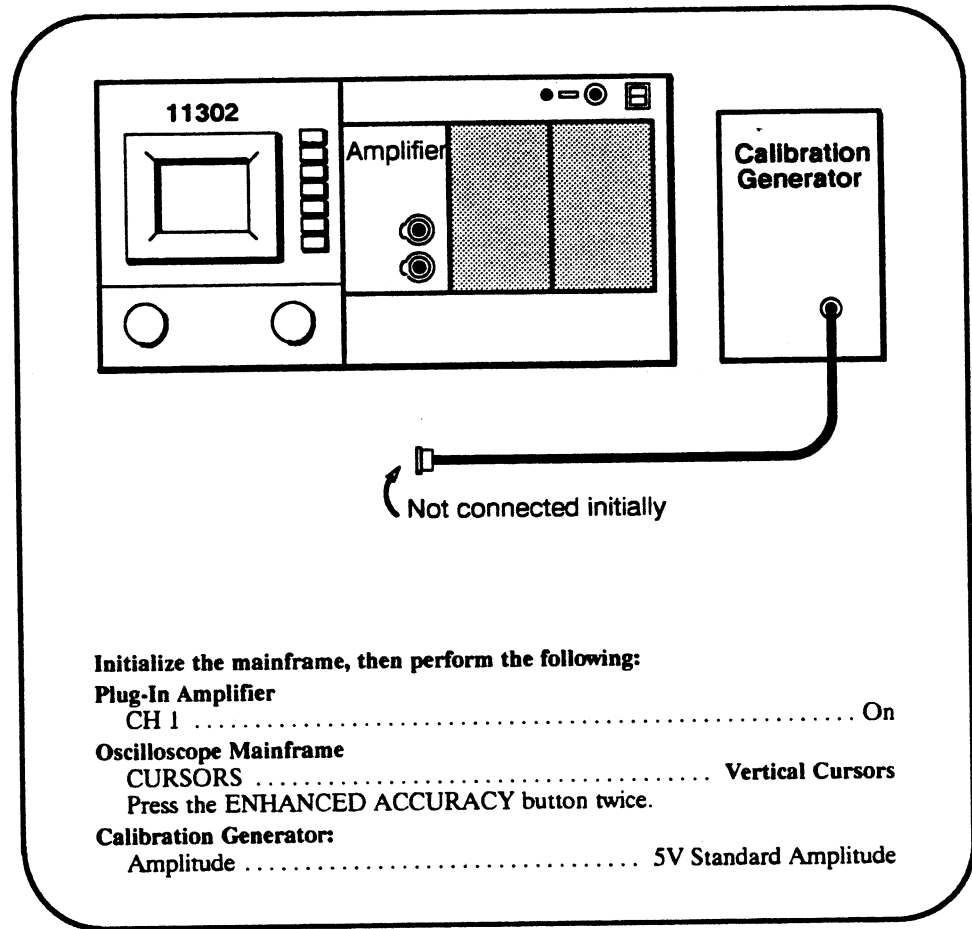 11302
Amplifier
Calibration
Generator
Not connected initially
Initialize the mainframe, then perform the following:
Plug-In Amplifier
CH 1 ............................................................ On
Oscilloscope Mainframe
CURSORS ......................................... Vertical Cursors
Press the ENHANCED ACCURACY button twice.
Calibration Generator:
Amplitude ................................... 5V Standard Amplitude